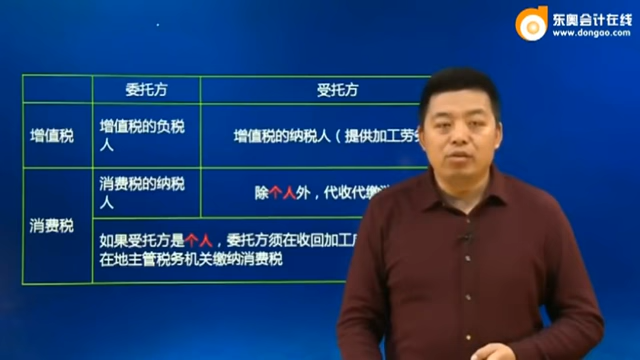 东奥会计在线
www.dongao.com
委托方
受托方
增值税
增值税的负税
人
增值税的纳税人（提供加工劳务
消费税
消费税的纳税
人
除个人外，代收代缴
如果受托方是个人，委托方须在收回加工
在地主管税务机关缴纳消费税